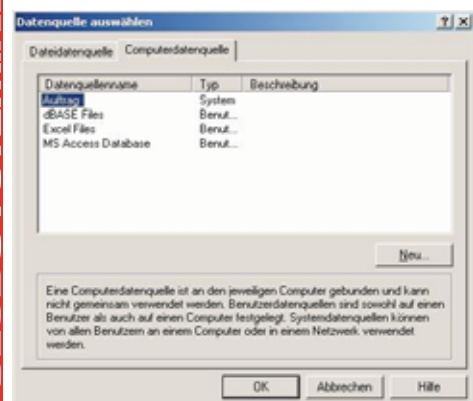 Datenquelle auswählen
Dateidatenquelle Computerdatenquelle
Datenquellenname Typ Beschreibung
Auftrag System
dBASE Files Benut...
Excel Files Benut...
MS Access Database Benut...
Neu...
Eine Computerdatenquelle ist an den jeweiligen Computer gebunden und kann
nicht gemeinsam verwendet werden. Benutzerdatenquellen sind sowohl auf einen
Benutzer als auch auf einen Computer festgelegt. Systemdatenquellen können
von allen Benutzern an einem Computer oder in einem Netzwerk verwendet
werden.
OK Abbrechen Hilfe